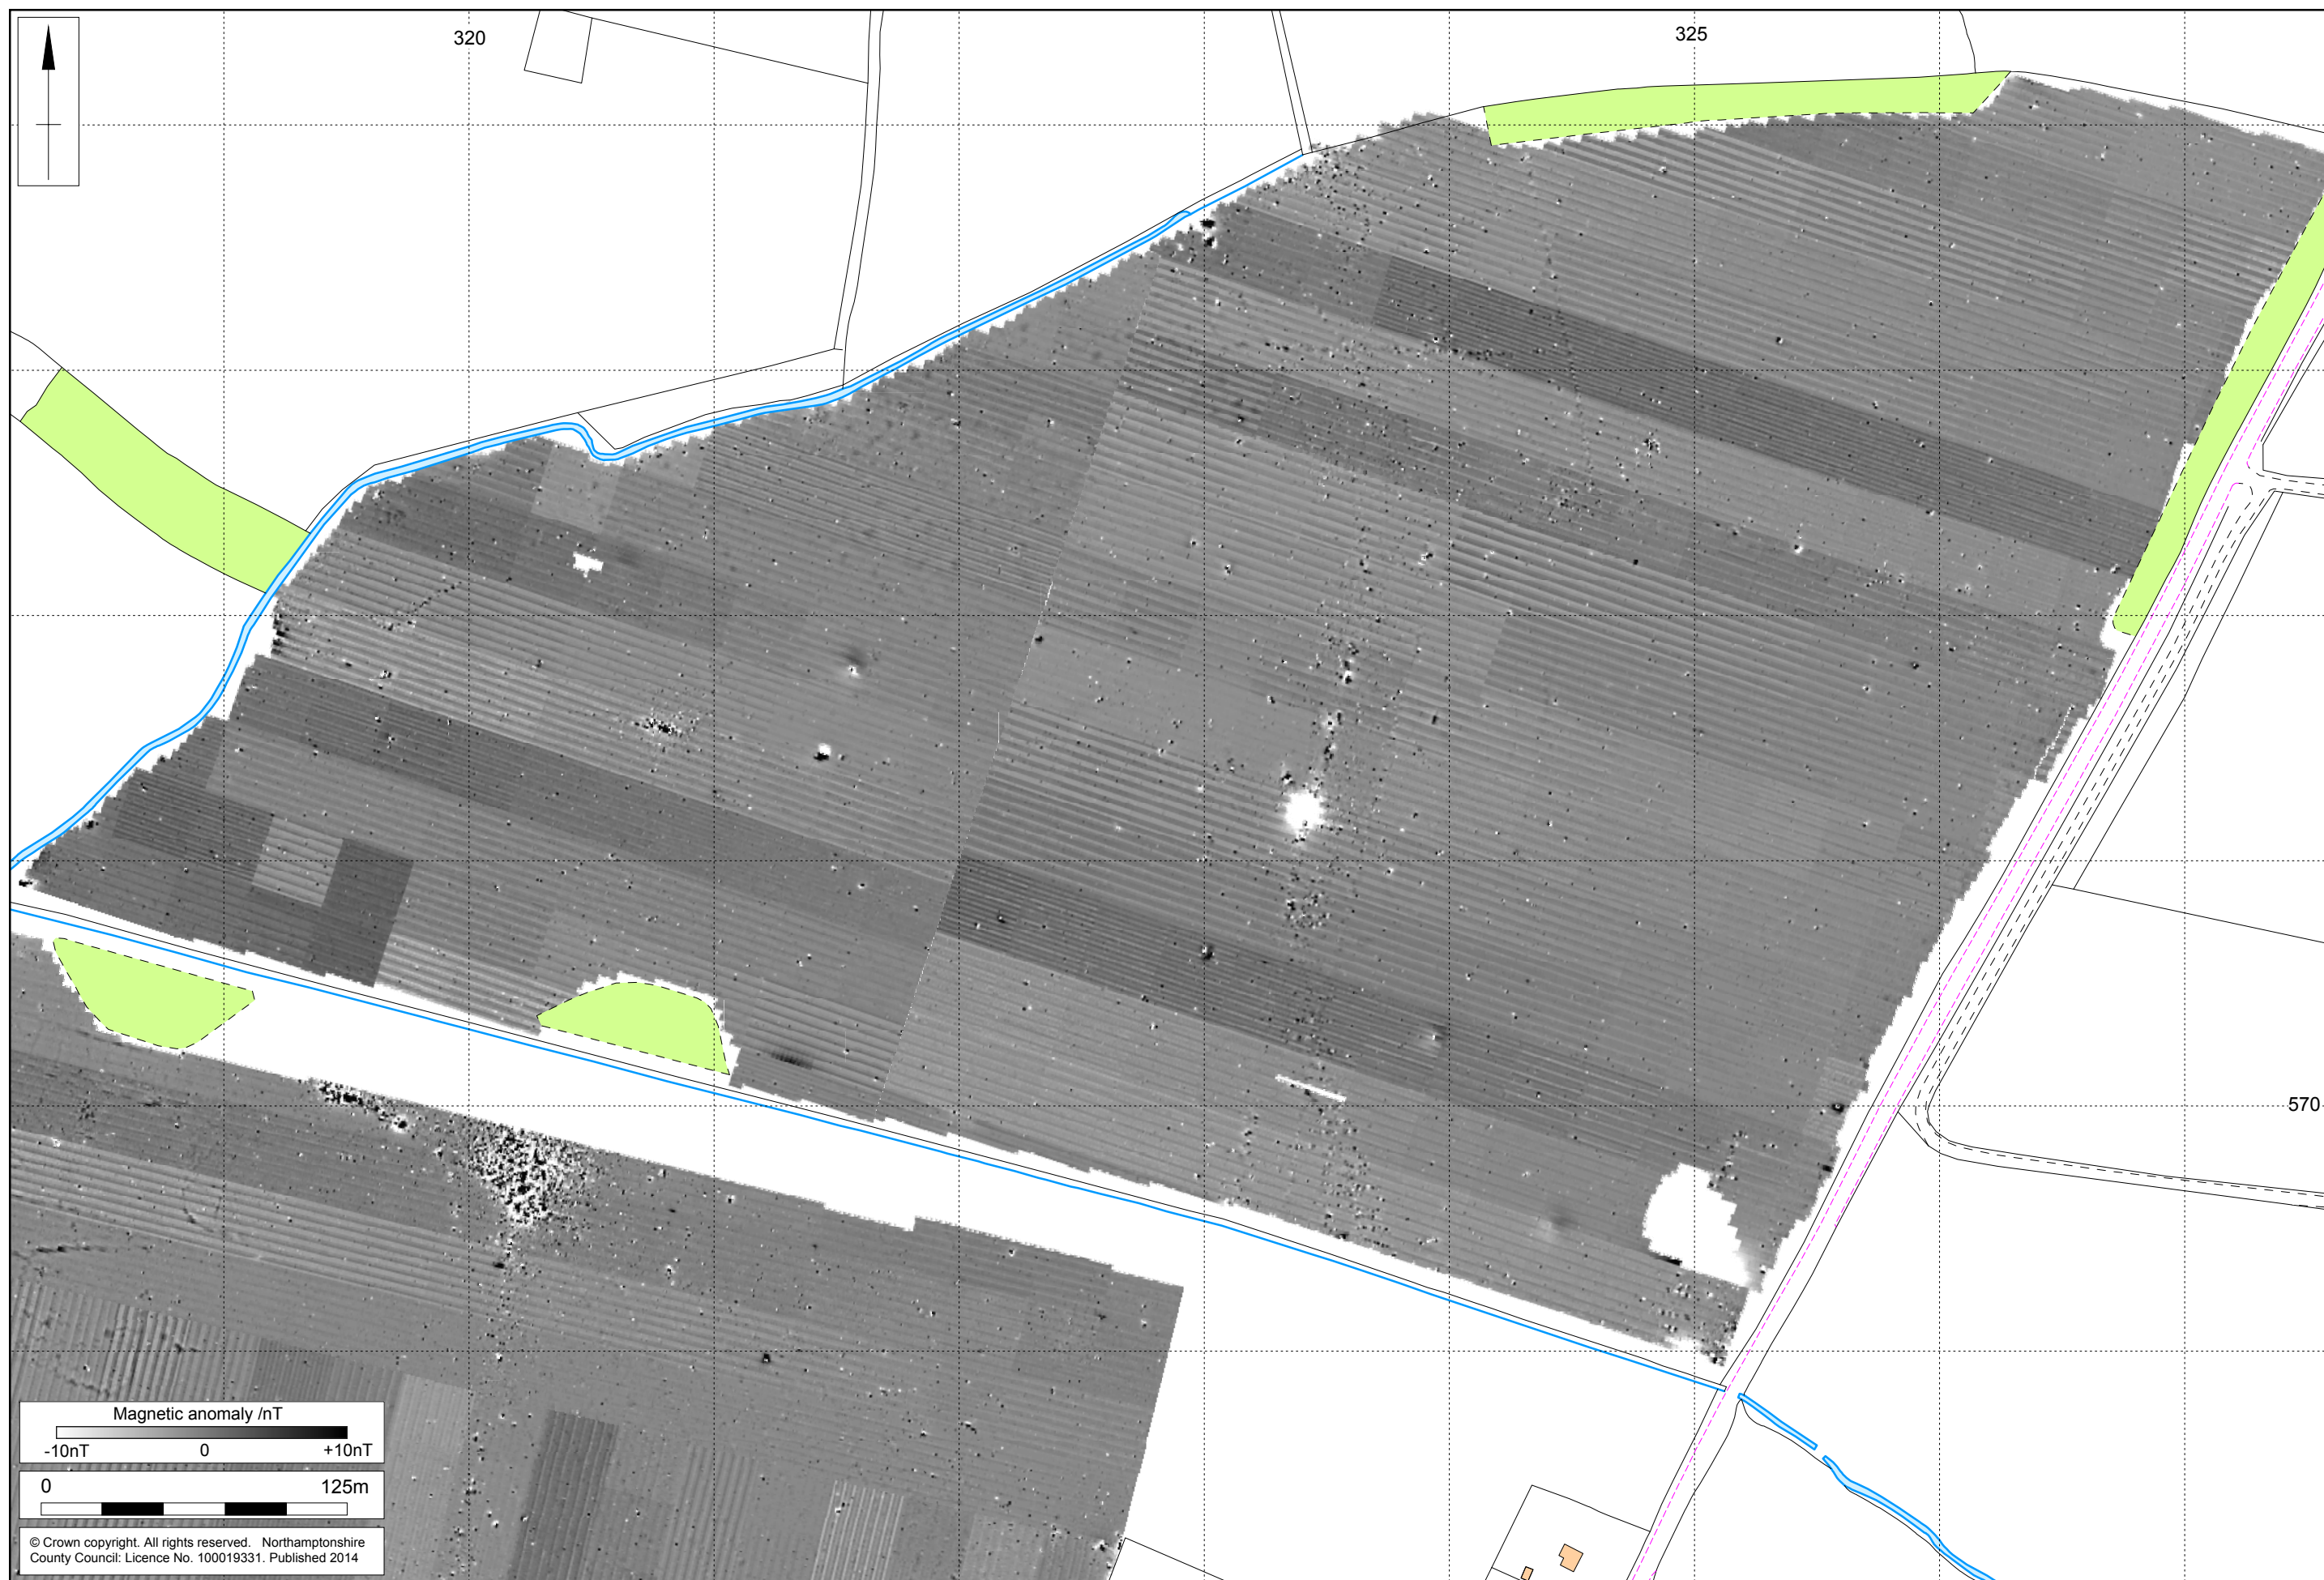 320
325
570
Magnetic anomaly /nT
-10nT 0 +10nT
0 125m
© Crown copyright. All rights reserved. Northamptonshire
County Council: Licence No. 100019331. Published 2014